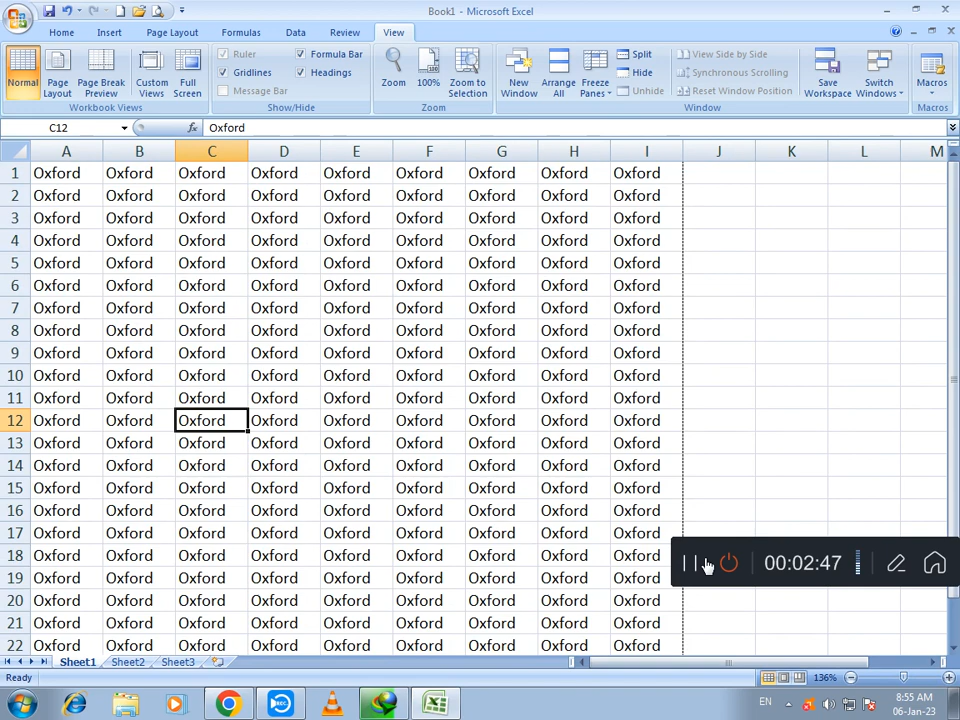 Book1 - Microsoft Excel
Home Insert Page Layout Formulas Data Review View
Normal Page Layout Page Break Preview Custom Views Full Screen
Ruler Formula Bar
Gridlines Headings
Message Bar
Zoom 100% Zoom to Selection
New Window Arrange All Freeze Panes
Split
Hide
Unhide
View Side by Side
Synchronous Scrolling
Reset Window Position
Save Workspace Switch Windows Macros
Workbook Views Show/Hide Zoom Window Macros
C12 fx Oxford
A B C D E F G H I J K L M
1 Oxford Oxford Oxford Oxford Oxford Oxford Oxford Oxford Oxford
2 Oxford Oxford Oxford Oxford Oxford Oxford Oxford Oxford Oxford
3 Oxford Oxford Oxford Oxford Oxford Oxford Oxford Oxford Oxford
4 Oxford Oxford Oxford Oxford Oxford Oxford Oxford Oxford Oxford
5 Oxford Oxford Oxford Oxford Oxford Oxford Oxford Oxford Oxford
6 Oxford Oxford Oxford Oxford Oxford Oxford Oxford Oxford Oxford
7 Oxford Oxford Oxford Oxford Oxford Oxford Oxford Oxford Oxford
8 Oxford Oxford Oxford Oxford Oxford Oxford Oxford Oxford Oxford
9 Oxford Oxford Oxford Oxford Oxford Oxford Oxford Oxford Oxford
10 Oxford Oxford Oxford Oxford Oxford Oxford Oxford Oxford Oxford
11 Oxford Oxford Oxford Oxford Oxford Oxford Oxford Oxford Oxford
12 Oxford Oxford Oxford Oxford Oxford Oxford Oxford Oxford Oxford
13 Oxford Oxford Oxford Oxford Oxford Oxford Oxford Oxford Oxford
14 Oxford Oxford Oxford Oxford Oxford Oxford Oxford Oxford Oxford
15 Oxford Oxford Oxford Oxford Oxford Oxford Oxford Oxford Oxford
16 Oxford Oxford Oxford Oxford Oxford Oxford Oxford Oxford Oxford
17 Oxford Oxford Oxford Oxford Oxford Oxford Oxford Oxford Oxford
18 Oxford Oxford Oxford Oxford Oxford Oxford Oxford Oxford Oxford
00:02:47
19 Oxford Oxford Oxford Oxford Oxford Oxford Oxford Oxford Oxford
20 Oxford Oxford Oxford Oxford Oxford Oxford Oxford Oxford Oxford
21 Oxford Oxford Oxford Oxford Oxford Oxford Oxford Oxford Oxford
22 Oxford Oxford Oxford Oxford Oxford Oxford Oxford Oxford Oxford
Sheet1 Sheet2 Sheet3
Ready 136%
REC
EN 8:55 AM
06-Jan-23